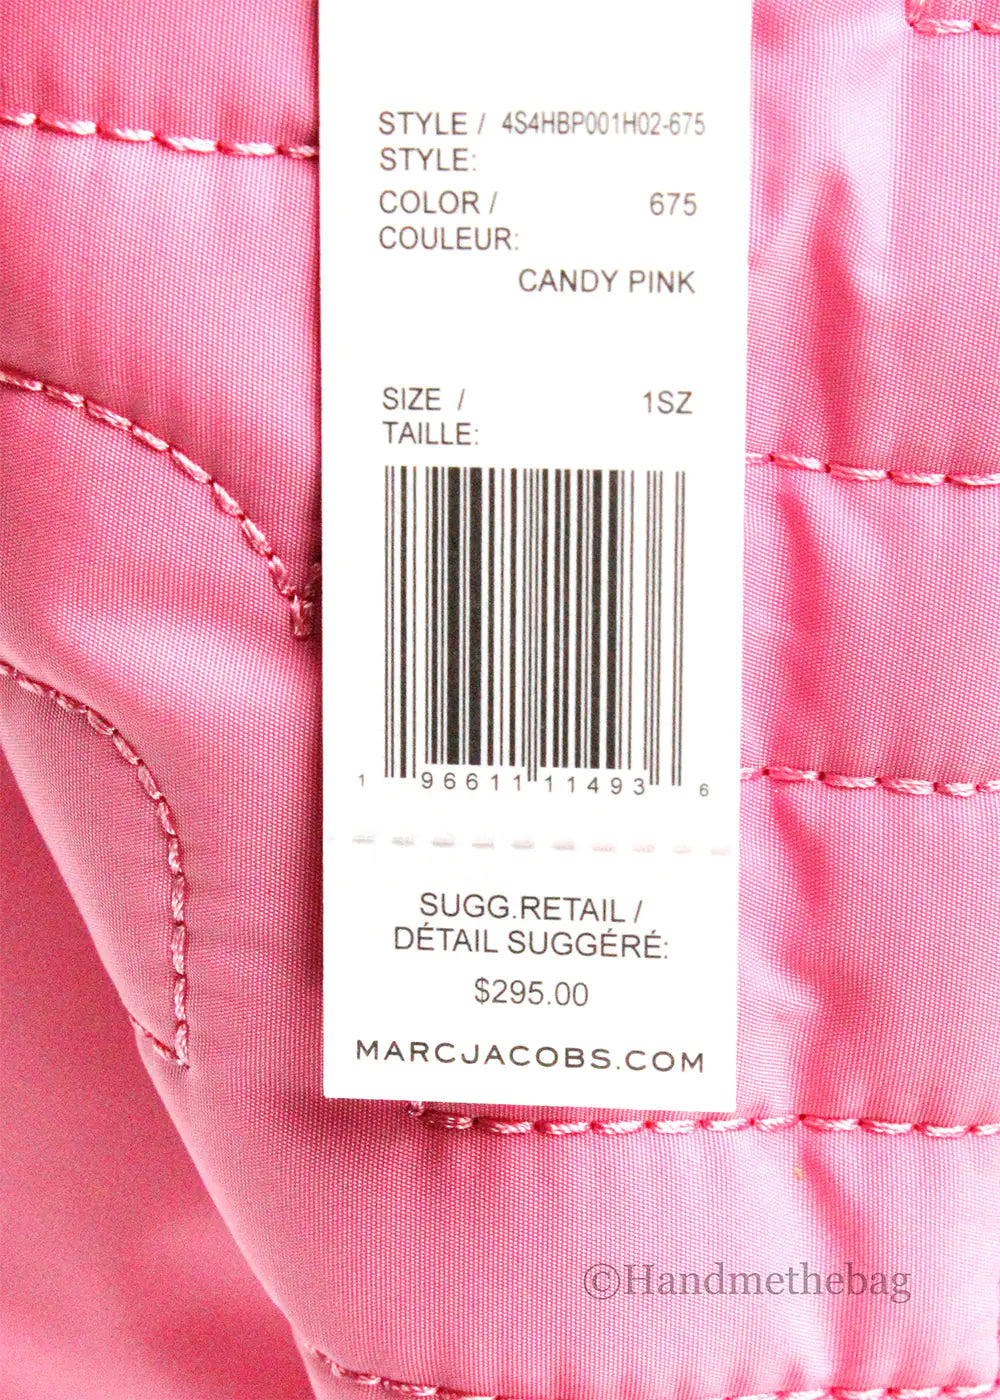 STYLE / 4S4HBP001H02-675
STYLE:
COLOR / 675
COULEUR:
CANDY PINK
SIZE / 1SZ
TAILLE:
1 96611 11493 6
SUGG.RETAIL /
DÉTAIL SUGGÉRÉ:
$295.00
MARCJACOBS.COM
©Handmethebag